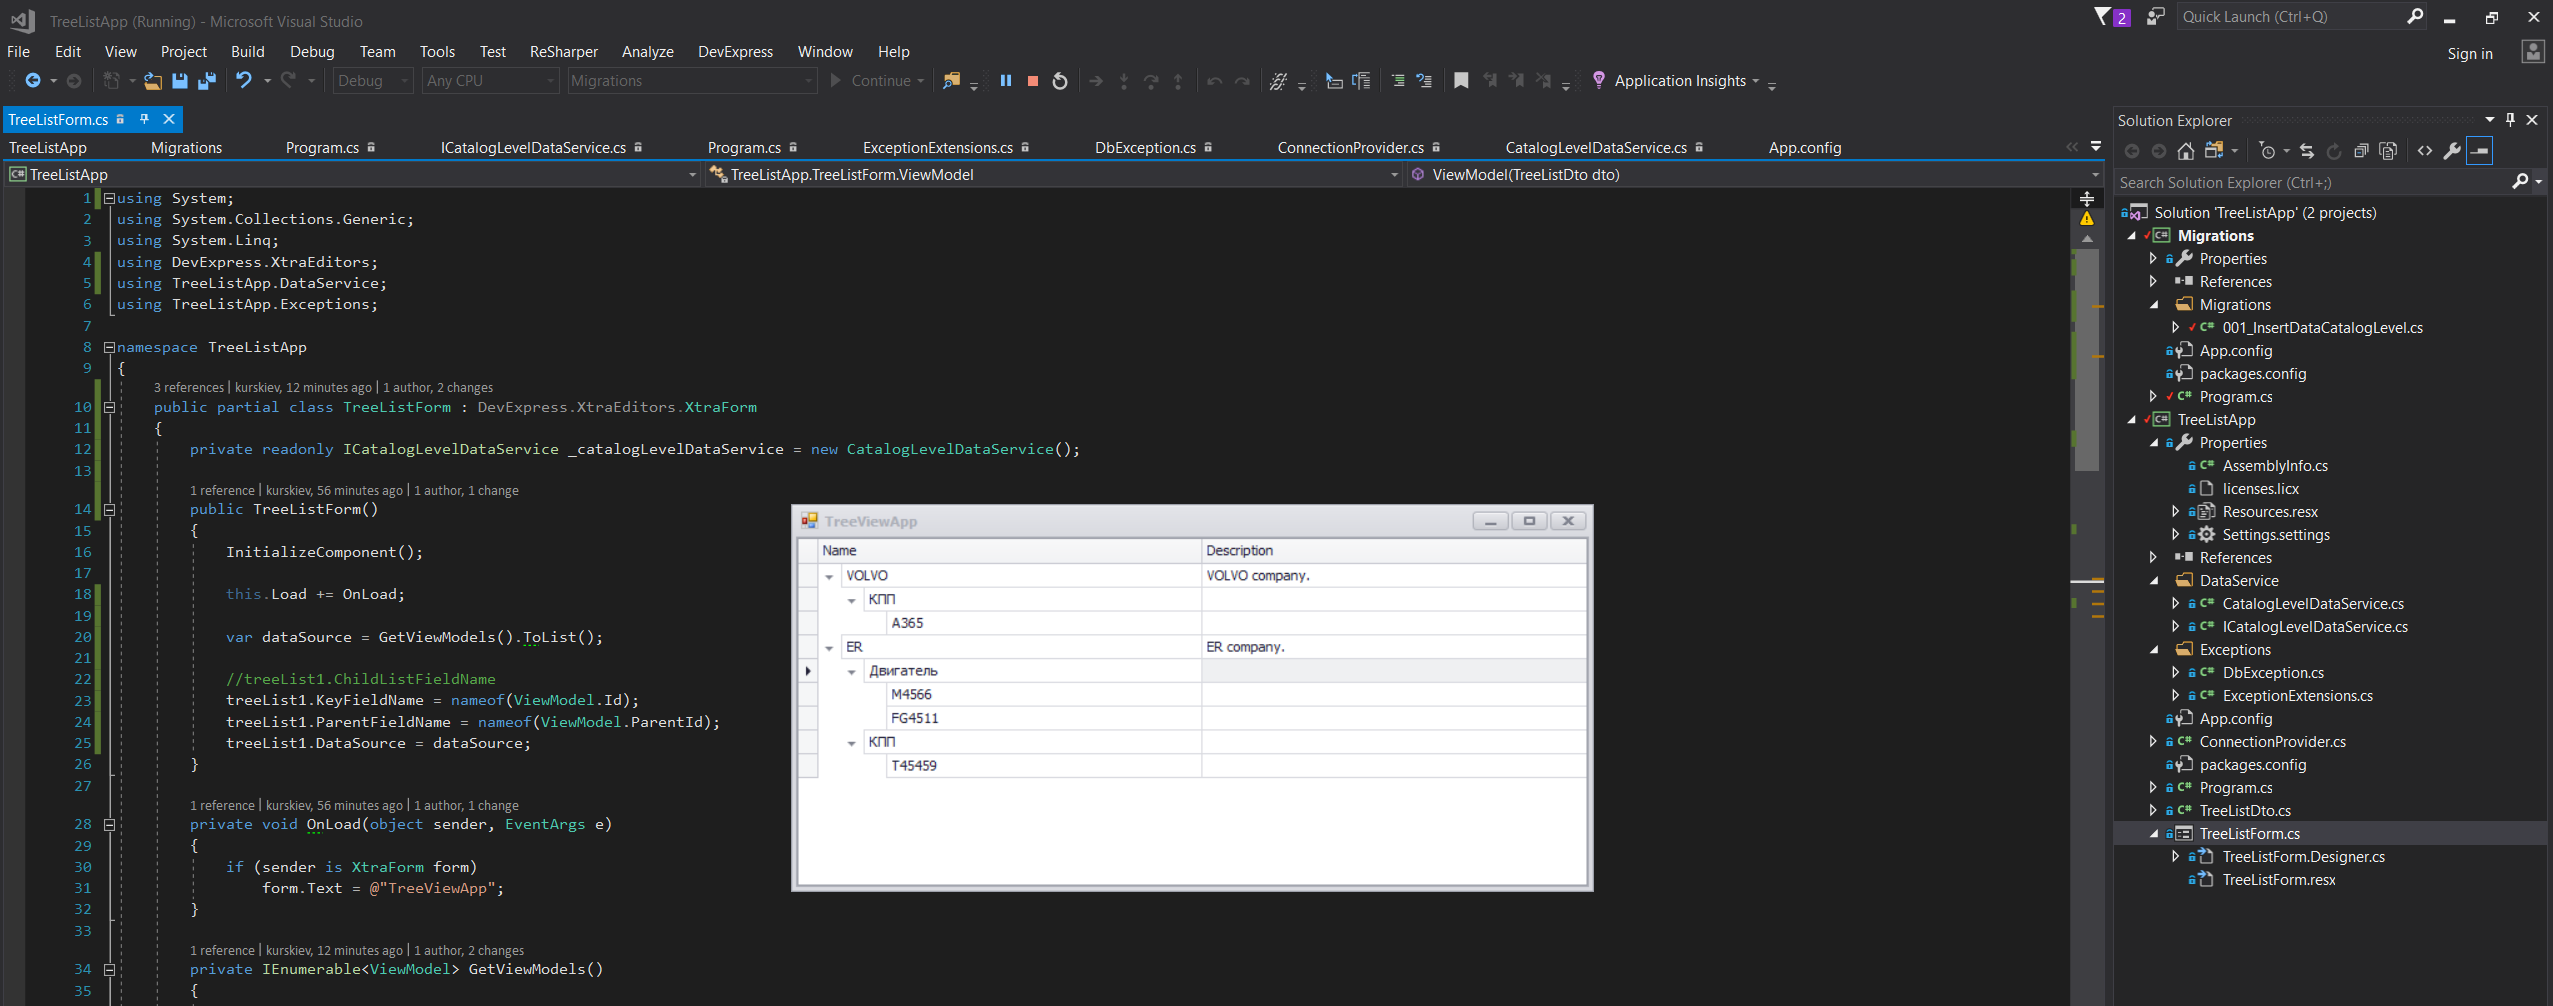 TreeListApp (Running) - Microsoft Visual Studio
2
Quick Launch (Ctrl+Q)
File Edit View Project Build Debug Team Tools Test ReSharper Analyze DevExpress Window Help
Sign in
Debug Any CPU Migrations Continue Application Insights
TreeListForm.cs
TreeListApp Migrations Program.cs ICatalogLevelDataService.cs Program.cs ExceptionExtensions.cs DbException.cs ConnectionProvider.cs CatalogLevelDataService.cs App.config
TreeListApp TreeListApp.TreeListForm.ViewModel ViewModel(TreeListDto dto)
1 using System;
2 using System.Collections.Generic;
3 using System.Linq;
4 using DevExpress.XtraEditors;
5 using TreeListApp.DataService;
6 using TreeListApp.Exceptions;
7
8 namespace TreeListApp
9 {
3 references | kurskiev, 12 minutes ago | 1 author, 2 changes
10 public partial class TreeListForm : DevExpress.XtraEditors.XtraForm
11 {
12 private readonly ICatalogLevelDataService _catalogLevelDataService = new CatalogLevelDataService();
13
1 reference | kurskiev, 56 minutes ago | 1 author, 1 change
14 public TreeListForm()
15 {
16 InitializeComponent();
17
18 this.Load += OnLoad;
19
20 var dataSource = GetViewModels().ToList();
21
22 //treeList1.ChildListFieldName
23 treeList1.KeyFieldName = nameof(ViewModel.Id);
24 treeList1.ParentFieldName = nameof(ViewModel.ParentId);
25 treeList1.DataSource = dataSource;
26 }
27
1 reference | kurskiev, 56 minutes ago | 1 author, 1 change
28 private void OnLoad(object sender, EventArgs e)
29 {
30 if (sender is XtraForm form)
31 form.Text = @"TreeViewApp";
32 }
33
1 reference | kurskiev, 12 minutes ago | 1 author, 2 changes
34 private IEnumerable<ViewModel> GetViewModels()
35 {
TreeViewApp
Name Description
VOLVO VOLVO company.
КПП
A365
ER ER company.
Двигатель
M4566
FG4511
КПП
T45459
Solution Explorer
Search Solution Explorer (Ctrl+;)
Solution 'TreeListApp' (2 projects)
C# Migrations
Properties
References
Migrations
C# 001_InsertDataCatalogLevel.cs
App.config
packages.config
C# Program.cs
C# TreeListApp
Properties
C# AssemblyInfo.cs
licenses.licx
Resources.resx
Settings.settings
References
DataService
C# CatalogLevelDataService.cs
C# ICatalogLevelDataService.cs
Exceptions
C# DbException.cs
C# ExceptionExtensions.cs
App.config
C# ConnectionProvider.cs
packages.config
C# Program.cs
C# TreeListDto.cs
TreeListForm.cs
TreeListForm.Designer.cs
TreeListForm.resx